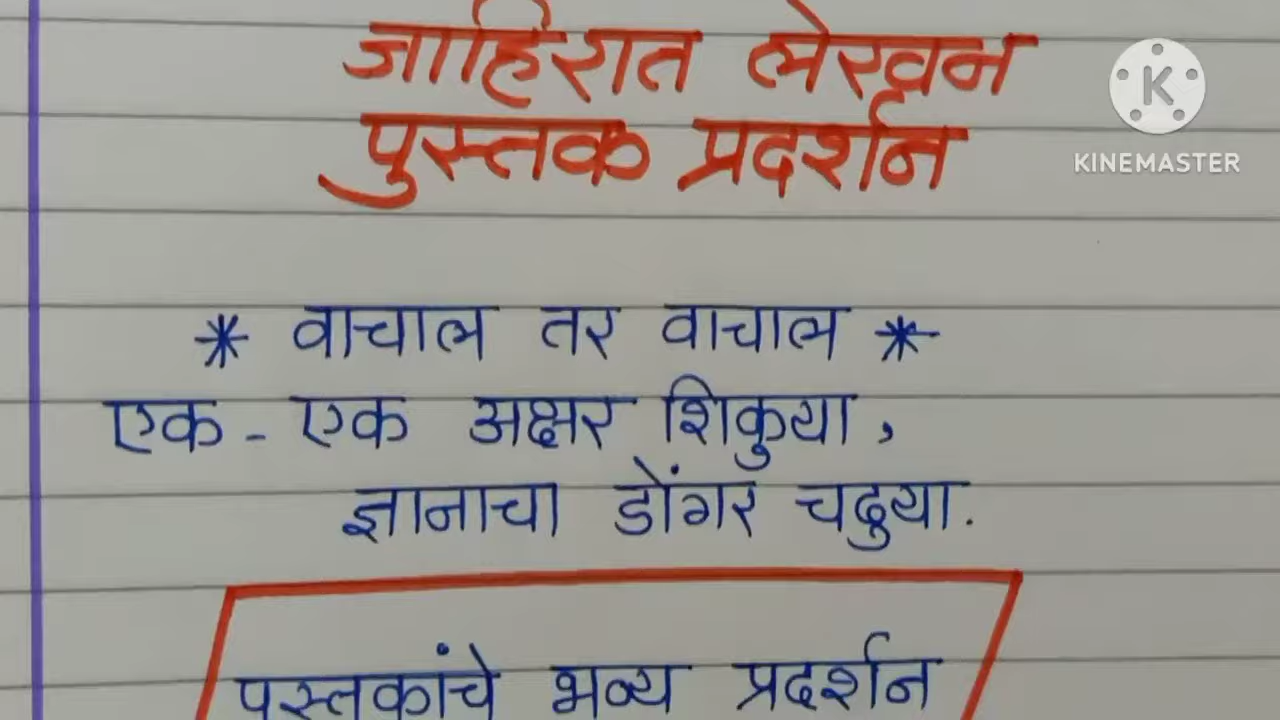 जाहिरात लेखन
KINEMASTER
पुस्तक प्रदर्शन
* वाचाल तर वाचाल *
एक - एक अक्षर शिकुया,
ज्ञानाचा डोंगर चढुया.
पुस्तकांचे भव्य प्रदर्शन